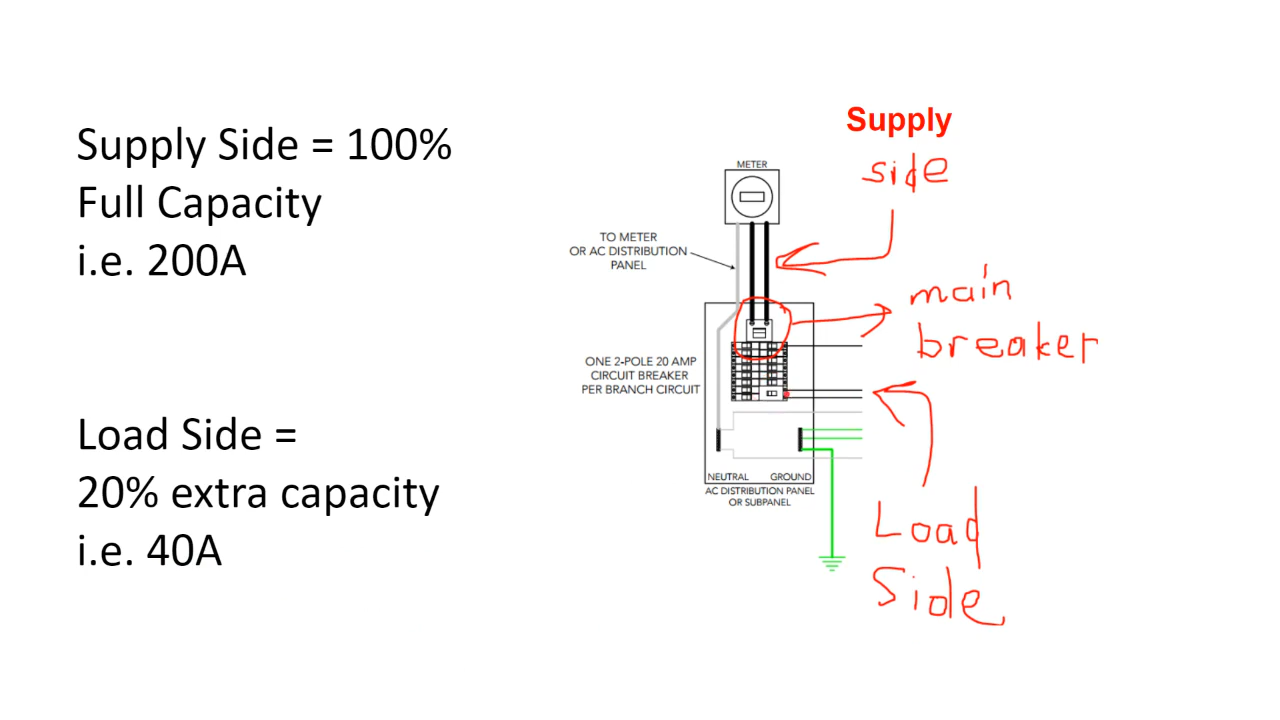 Supply Side = 100%
Full Capacity
i.e. 200A
Load Side =
20% extra capacity
i.e. 40A
Supply
side
METER
TO METER
OR AC DISTRIBUTION
PANEL
main
breaker
ONE 2-POLE 20 AMP
CIRCUIT BREAKER
PER BRANCH CIRCUIT
NEUTRAL GROUND
AC DISTRIBUTION PANEL
OR SUBPANEL
Load
Side